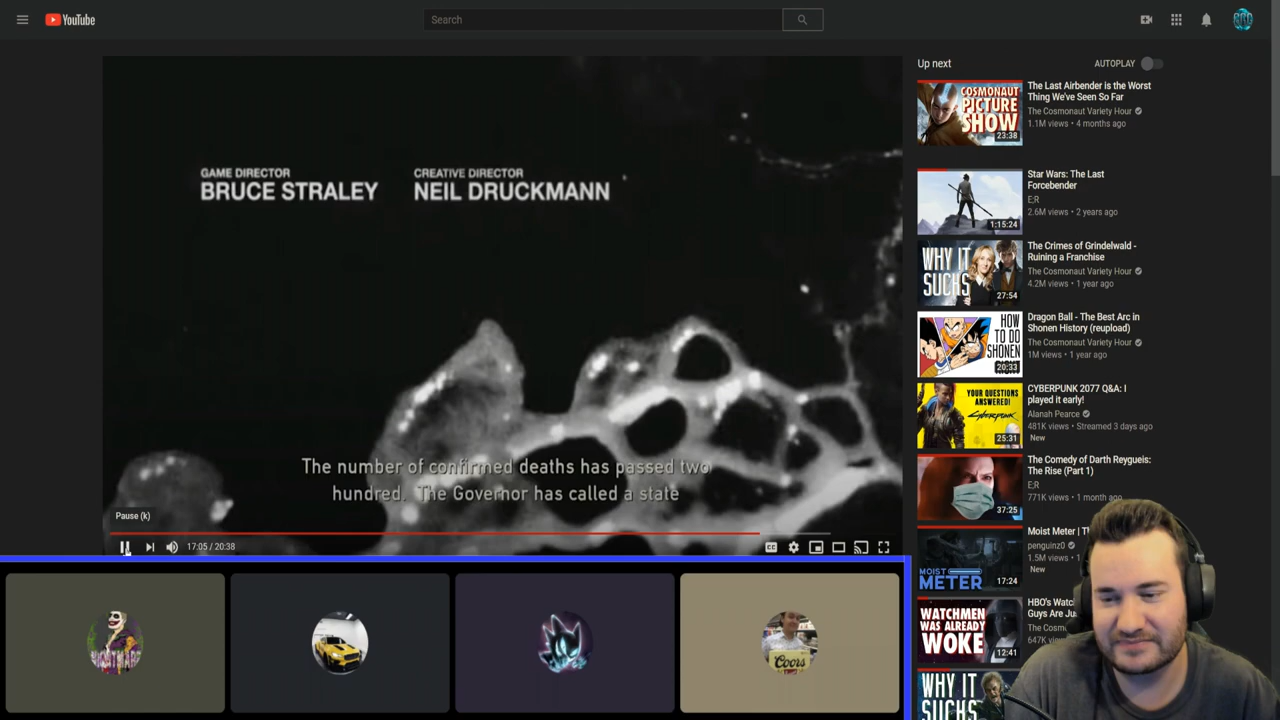 YouTube
Search
GAME DIRECTOR
BRUCE STRALEY
CREATIVE DIRECTOR
NEIL DRUCKMANN
The number of confirmed deaths has passed two
hundred. The Governor has called a state
Pause (k)
17:05 / 20:38
Up next
AUTOPLAY
COSMONAUT
PICTURE
SHOW
23:38
The Last Airbender is the Worst
Thing We've Seen So Far
The Cosmonaut Variety Hour
1.1M views • 4 months ago
1:15:24
Star Wars: The Last
Forcebender
E;R
2.6M views • 2 years ago
WHY IT
SUCKS
27:54
The Crimes of Grindelwald -
Ruining a Franchise
The Cosmonaut Variety Hour
4.2M views • 1 year ago
HOW
TO DO
SHONEN
RIGHT
20:33
Dragon Ball - The Best Arc in
Shonen History (reupload)
The Cosmonaut Variety Hour
1M views • 1 year ago
YOUR QUESTIONS
ANSWERED!
CYBERPUNK
25:31
CYBERPUNK 2077 Q&A: I
played it early!
Alanah Pearce
481K views • Streamed 3 days ago
New
37:25
The Comedy of Darth Reygueis:
The Rise (Part 1)
E;R
771K views • 1 month ago
MOIST
METER
17:24
Moist Meter | T
penguinz0
1.5M views • 1
New
WATCHMEN
WAS ALREADY
WOKE
12:41
HBO's Watc
Guys Are Ju
The Cosm
647K
WHY IT
SUCKS
NIGHTMARE
Coors